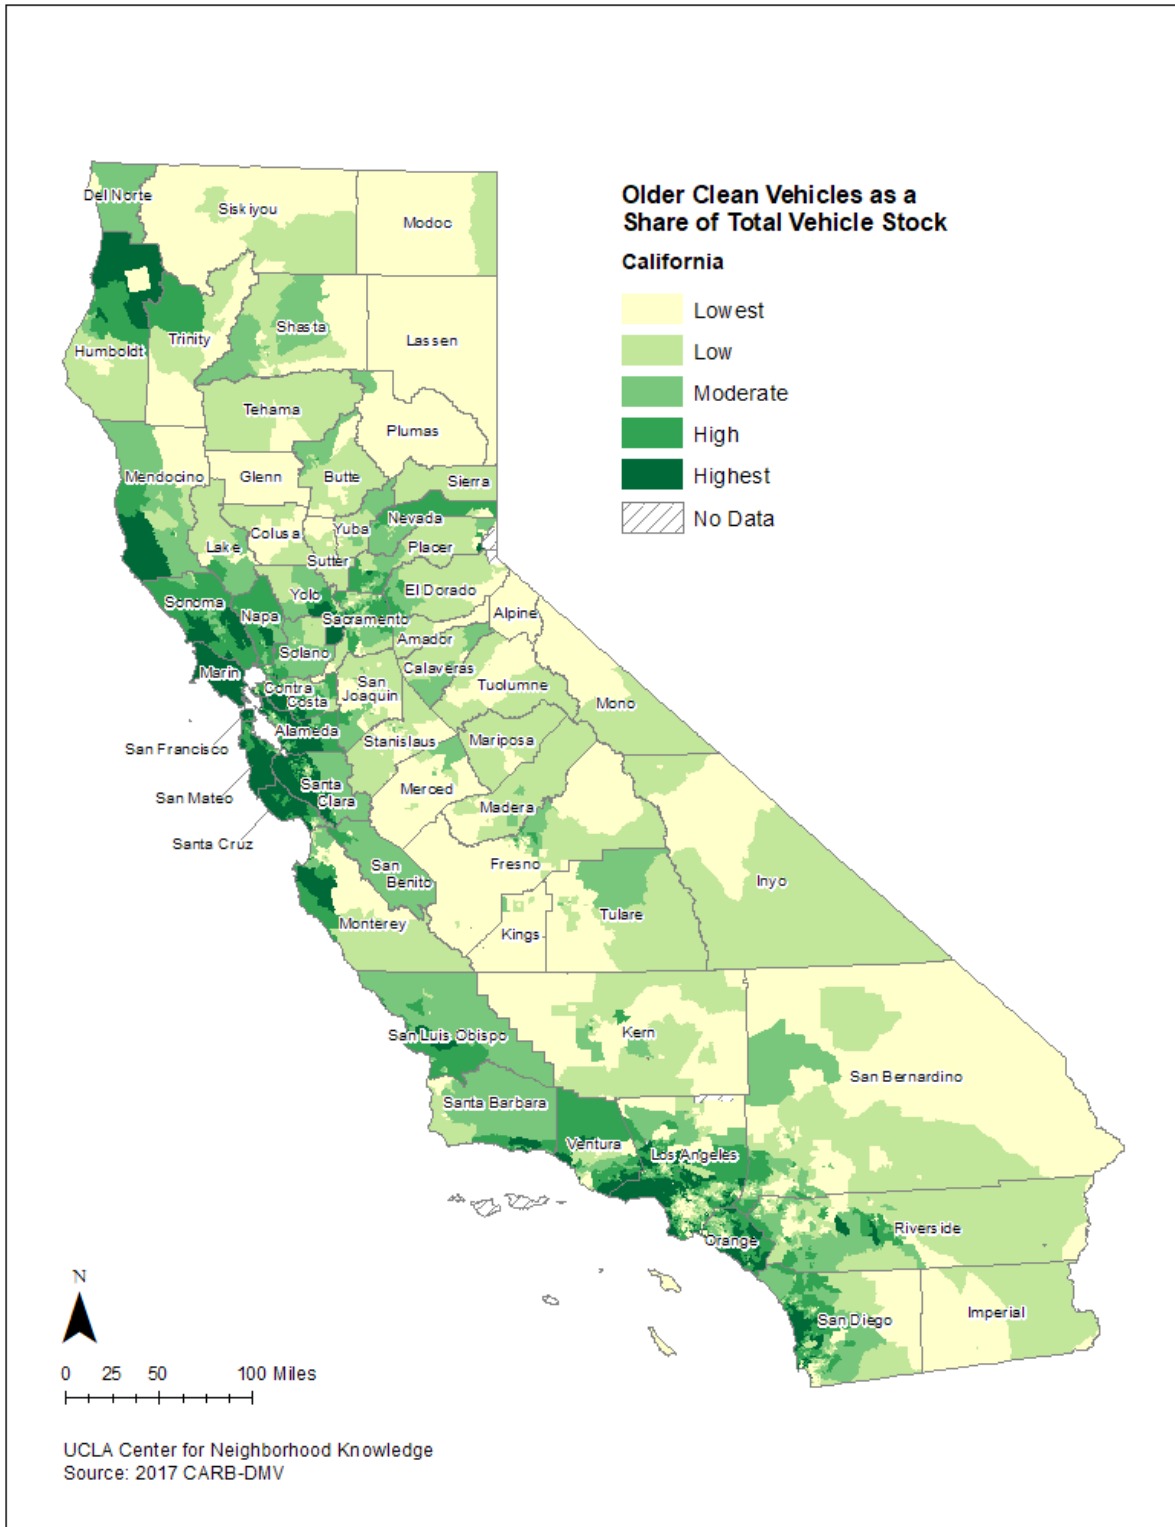 Older Clean Vehicles as a
Share of Total Vehicle Stock
California
Lowest
Low
Moderate
High
Highest
No Data
Del Norte
Siskiyou
Modoc
Humboldt
Trinity
Shasta
Lassen
Tehama
Plumas
Mendocino
Glenn
Butte
Sierra
Lake
Colusa
Yuba
Nevada
Sutter
Placer
Sonoma
Napa
Yolo
El Dorado
Sacramento
Alpine
Solano
Amador
Marin
Contra
Costa
San
Joaquin
Calaveras
Tuolumne
Mono
San Francisco
Alameda
Stanislaus
Mariposa
San Mateo
Santa
Clara
Merced
Madera
Santa Cruz
San
Benito
Fresno
Inyo
Monterey
Kings
Tulare
San Luis Obispo
Kern
San Bernardino
Santa Barbara
Ventura
Los Angeles
Orange
Riverside
San Diego
Imperial
N
0 25 50 100 Miles
UCLA Center for Neighborhood Knowledge
Source: 2017 CARB-DMV